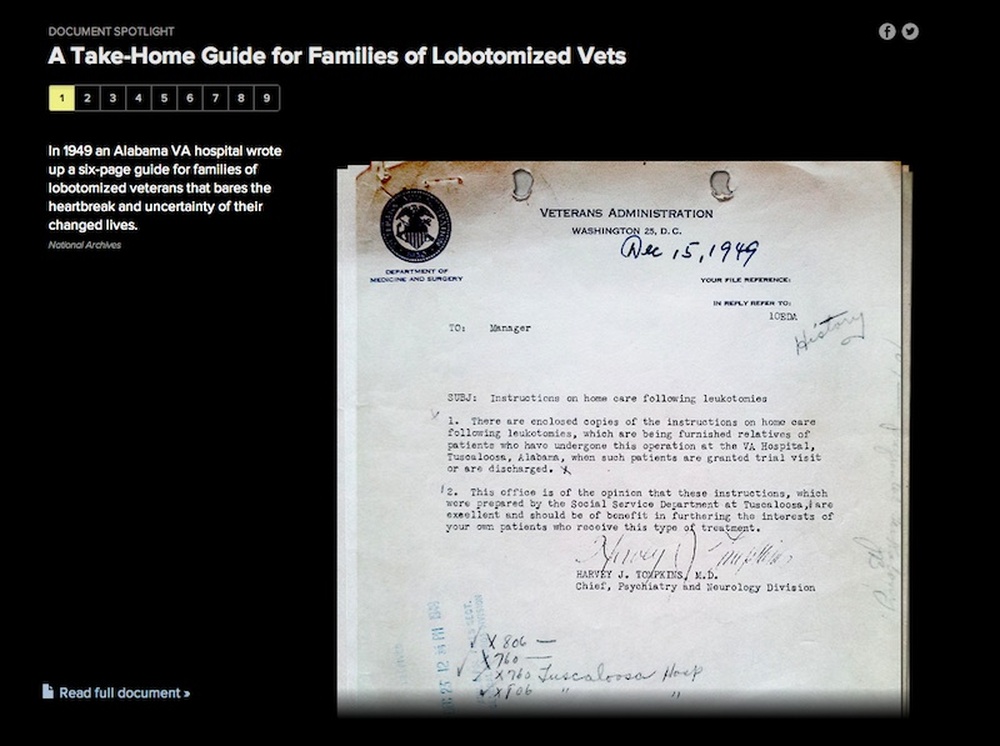 DOCUMENT SPOTLIGHT
A Take-Home Guide for Families of Lobotomized Vets
1 2 3 4 5 6 7 8 9
In 1949 an Alabama VA hospital wrote
up a six-page guide for families of
lobotomized veterans that bares the
heartbreak and uncertainty of their
changed lives.
National Archives
VETERANS ADMINISTRATION
WASHINGTON 25, D.C.
Dec 15, 1949
DEPARTMENT OF
MEDICINE AND SURGERY
YOUR FILE REFERENCE:
IN REPLY REFER TO:
10EDA
History
TO: Manager
SUBJ: Instructions on home care following leukotomies
1. There are enclosed copies of the instructions on home care
following leukotomies, which are being furnished relatives of
patients who have undergone this operation at the VA Hospital,
Tuscaloosa, Alabama, when such patients are granted trial visit
or are discharged.
2. This office is of the opinion that these instructions, which
were prepared by the Social Service Department at Tuscaloosa, are
excellent and should be of benefit in furthering the interests of
your own patients who receive this type of treatment.
Harvey J Tompkins
HARVEY J. TOMPKINS, M.D.
Chief, Psychiatry and Neurology Division
X 806 —
X 760 —
X 760 Tuscaloosa Hosp
X 806 " "
Read full document »